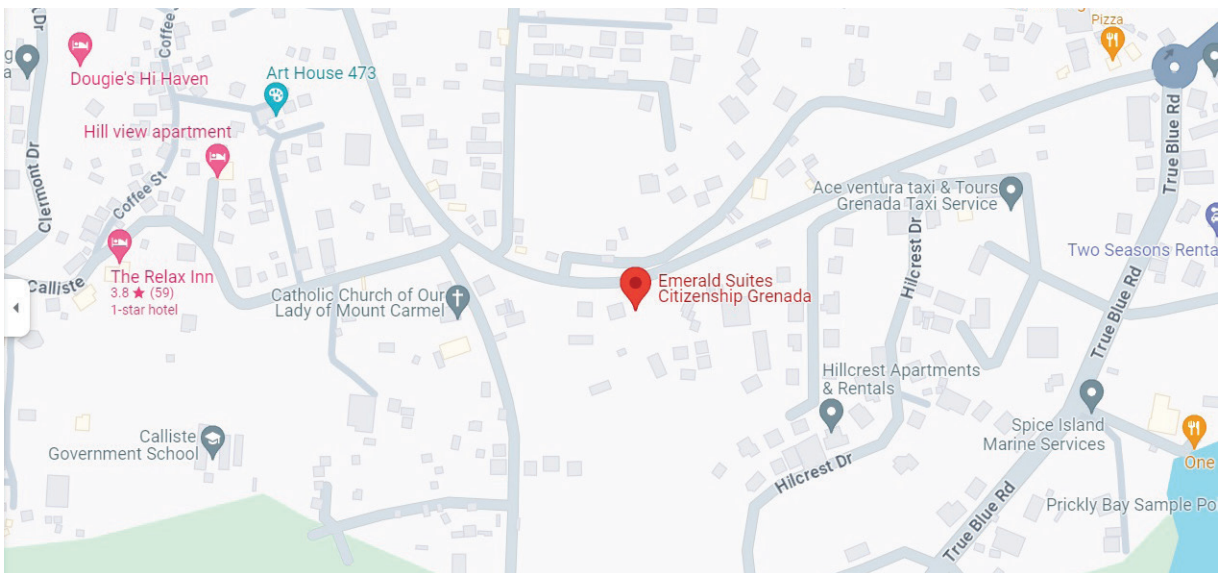 Pizza
Dougie's Hi Haven
Art House 473
Hill view apartment
Coffee St
Clermont Dr
True Blue Rd
Ace ventura taxi & Tours
Grenada Taxi Service
Two Seasons Renta
The Relax Inn
3.8 ★ (59)
1-star hotel
Calliste
Catholic Church of Our
Lady of Mount Carmel
Emerald Suites
Citizenship Grenada
Hilcrest Dr
True Blue Rd
Hillcrest Apartments
& Rentals
Calliste
Government School
Spice Island
Marine Services
One
Hilcrest Dr
Prickly Bay Sample Po
True Blue Rd